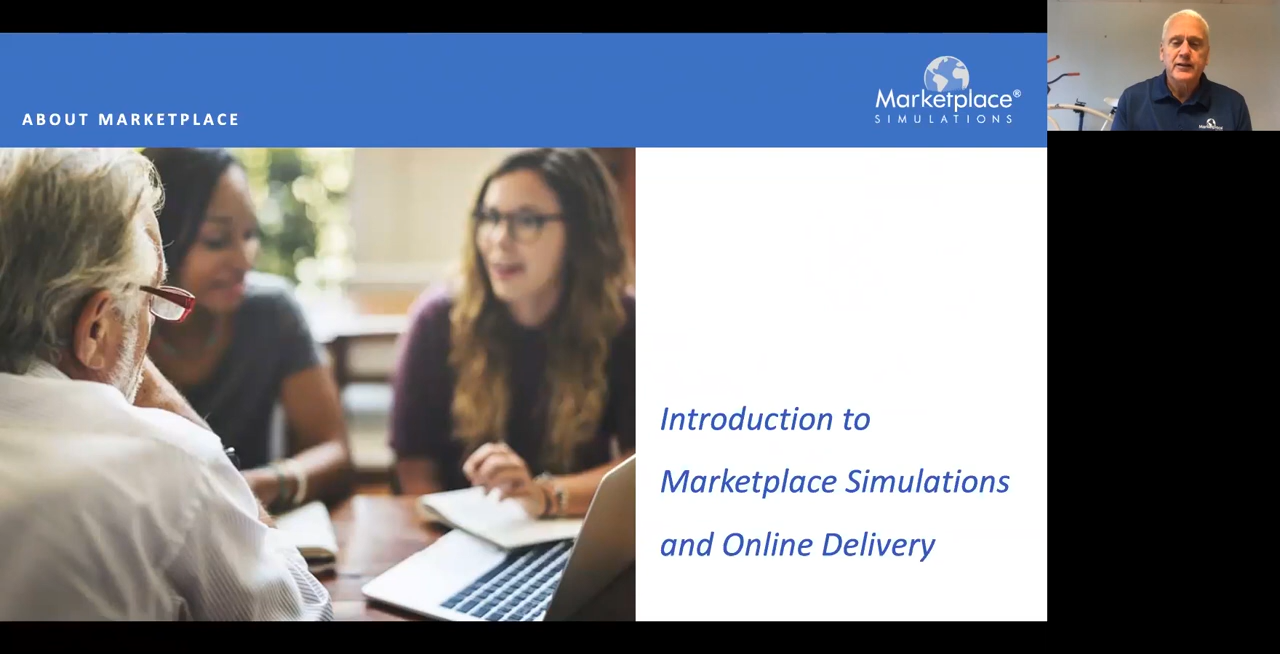 ABOUT MARKETPLACE
Marketplace®
SIMULATIONS
Introduction to
Marketplace Simulations
and Online Delivery